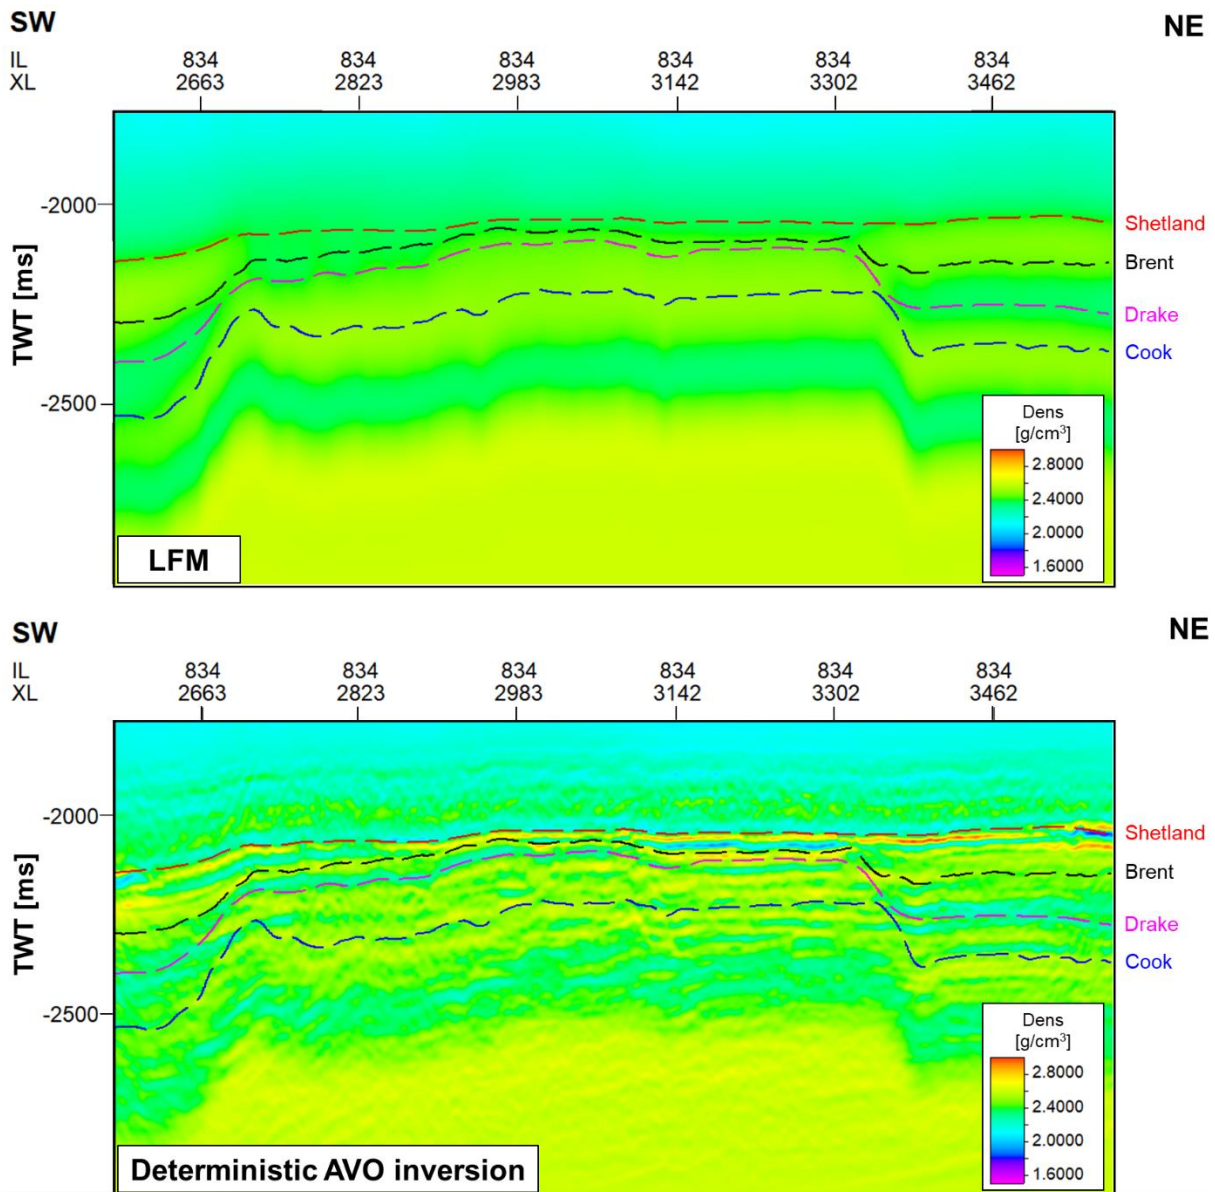 SW NE
IL 834 834 834 834 834 834
XL 2663 2823 2983 3142 3302 3462
-2000
-2500
TWT [ms]
Shetland
Brent
Drake
Cook
Dens
[g/cm³]
2.8000
2.4000
2.0000
1.6000
LFM
SW NE
IL 834 834 834 834 834 834
XL 2663 2823 2983 3142 3302 3462
-2000
-2500
TWT [ms]
Shetland
Brent
Drake
Cook
Dens
[g/cm³]
2.8000
2.4000
2.0000
1.6000
Deterministic AVO inversion